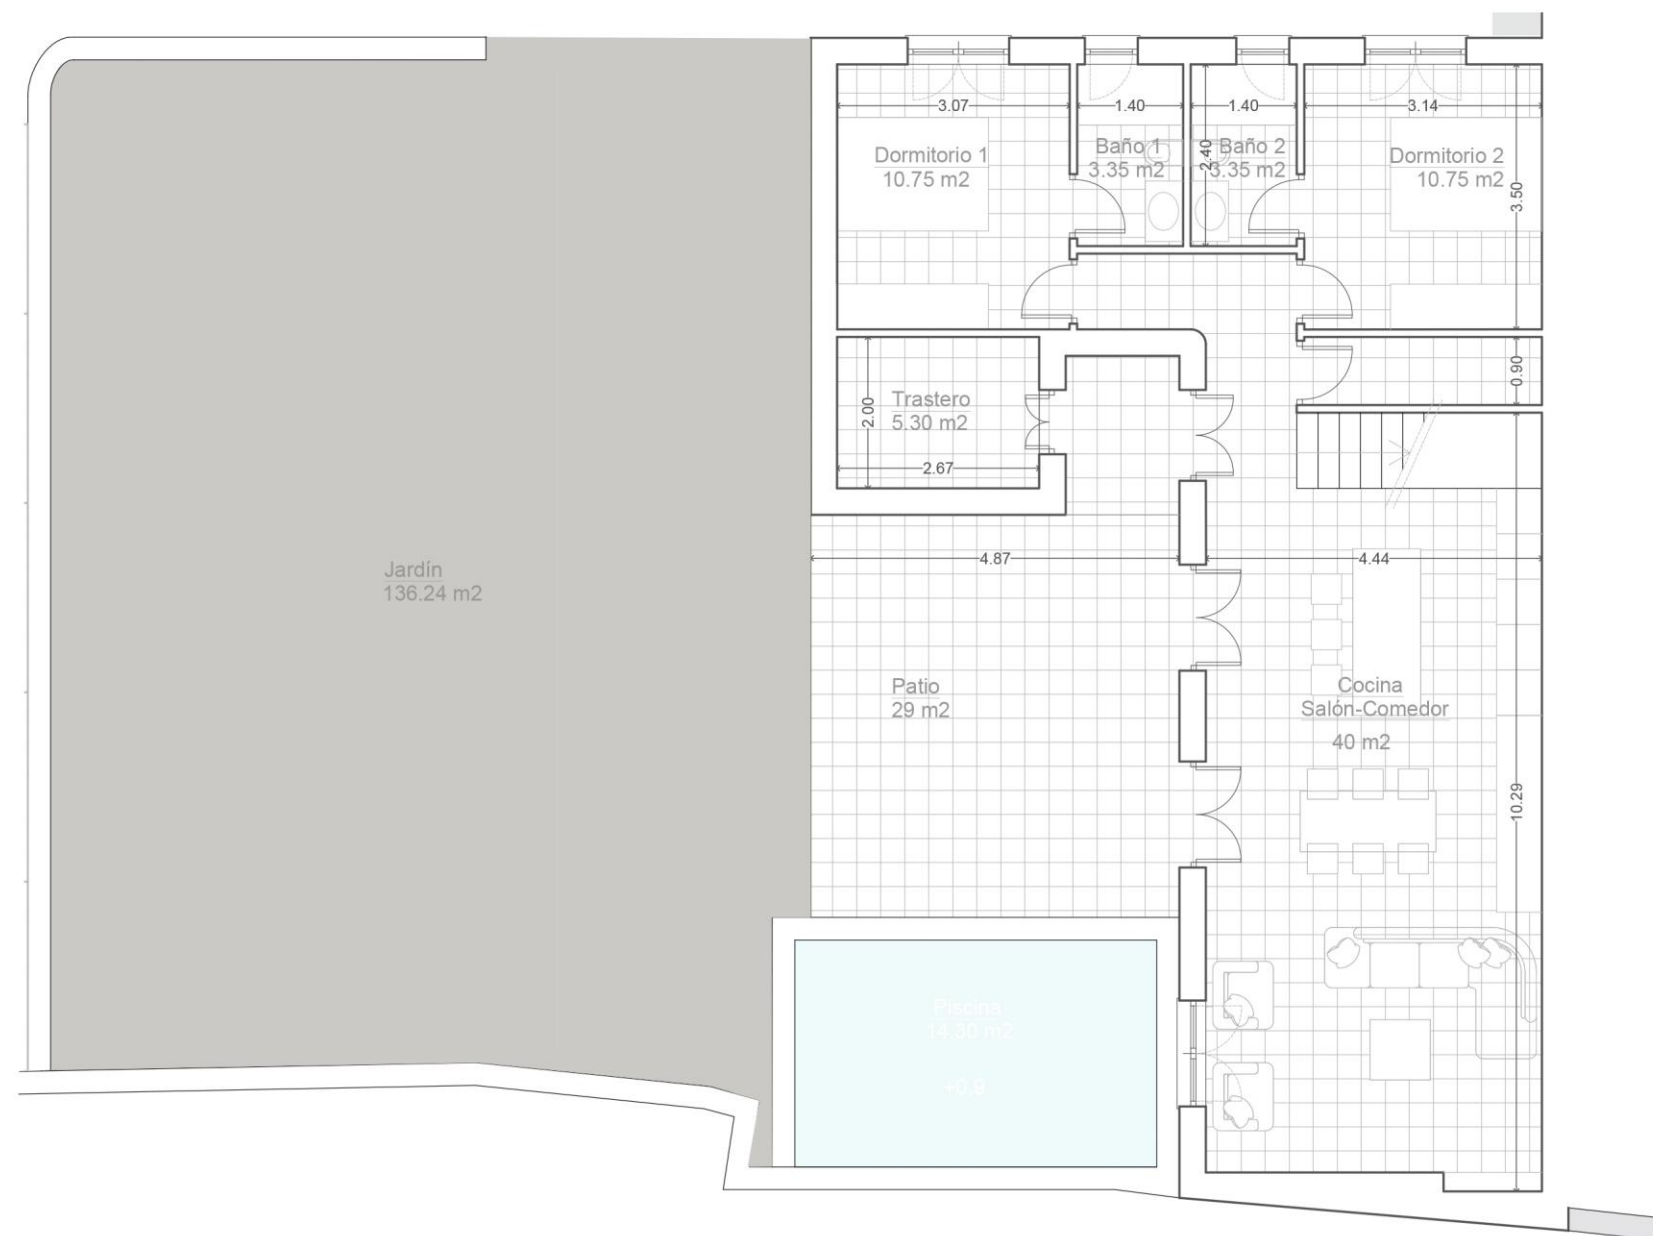 3.07
1.40
1.40
3.14
Dormitorio 1
10.75 m2
Baño 1
3.35 m2
2.40
Baño 2
3.35 m2
Dormitorio 2
10.75 m2
3.50
0.90
Trastero
5.30 m2
2.00
2.67
4.87
4.44
Jardín
136.24 m2
Patio
29 m2
Cocina
Salón-Comedor
40 m2
10.29
Piscina
14.30 m2
+0.9